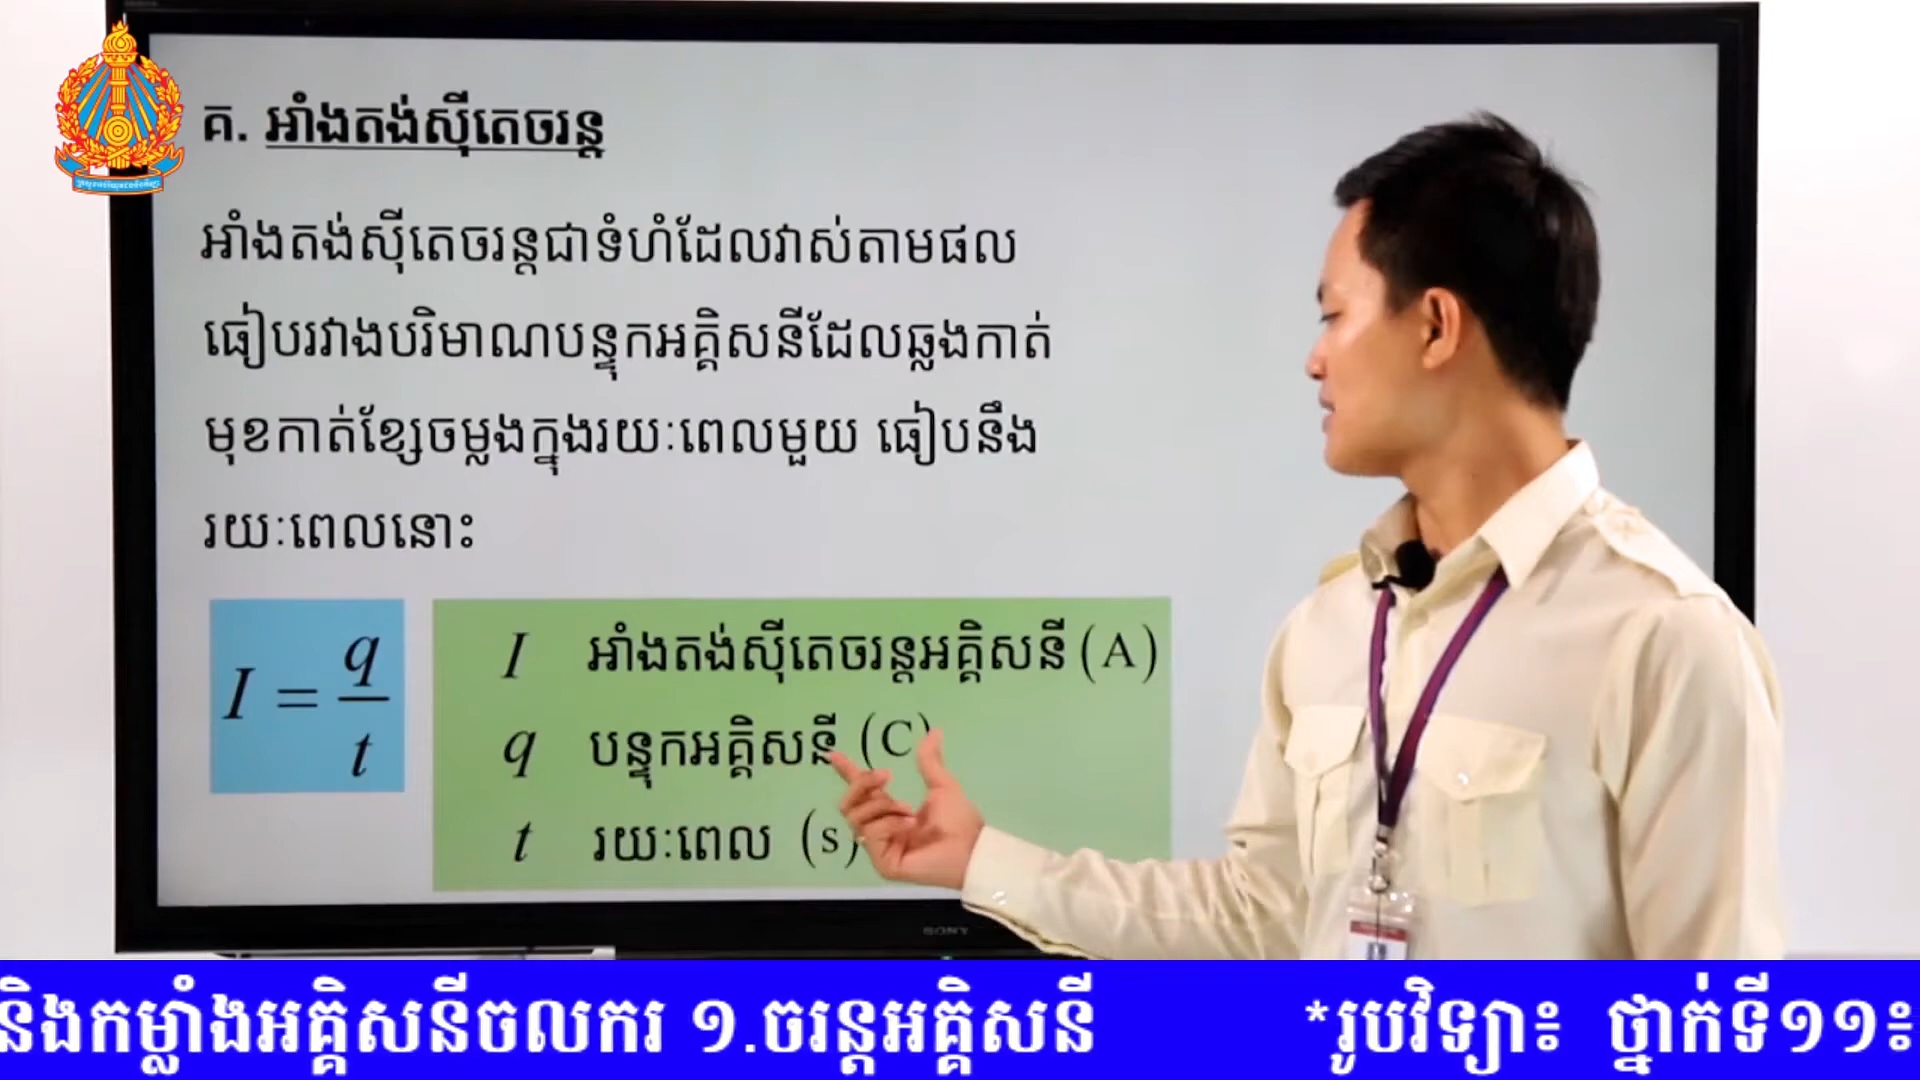 គ. អាំងតង់ស៊ីតេចរន្ត
អាំងតង់ស៊ីតេចរន្តជាទំហំដែលវាស់តាមផល
ធៀបរវាងបរិមាណបន្ទុកអគ្គិសនីដែលឆ្លងកាត់
មុខកាត់ខ្សែចម្លងក្នុងរយៈពេលមួយ ធៀបនឹង
រយៈពេលនោះ
I = q / t
I អាំងតង់ស៊ីតេចរន្តអគ្គិសនី (A)
q បន្ទុកអគ្គិសនី (C)
t រយៈពេល (s)
SONY
និងកម្លាំងអគ្គិសនីចលករ ១.ចរន្តអគ្គិសនី *រូបវិទ្យា៖ ថ្នាក់ទី១១៖